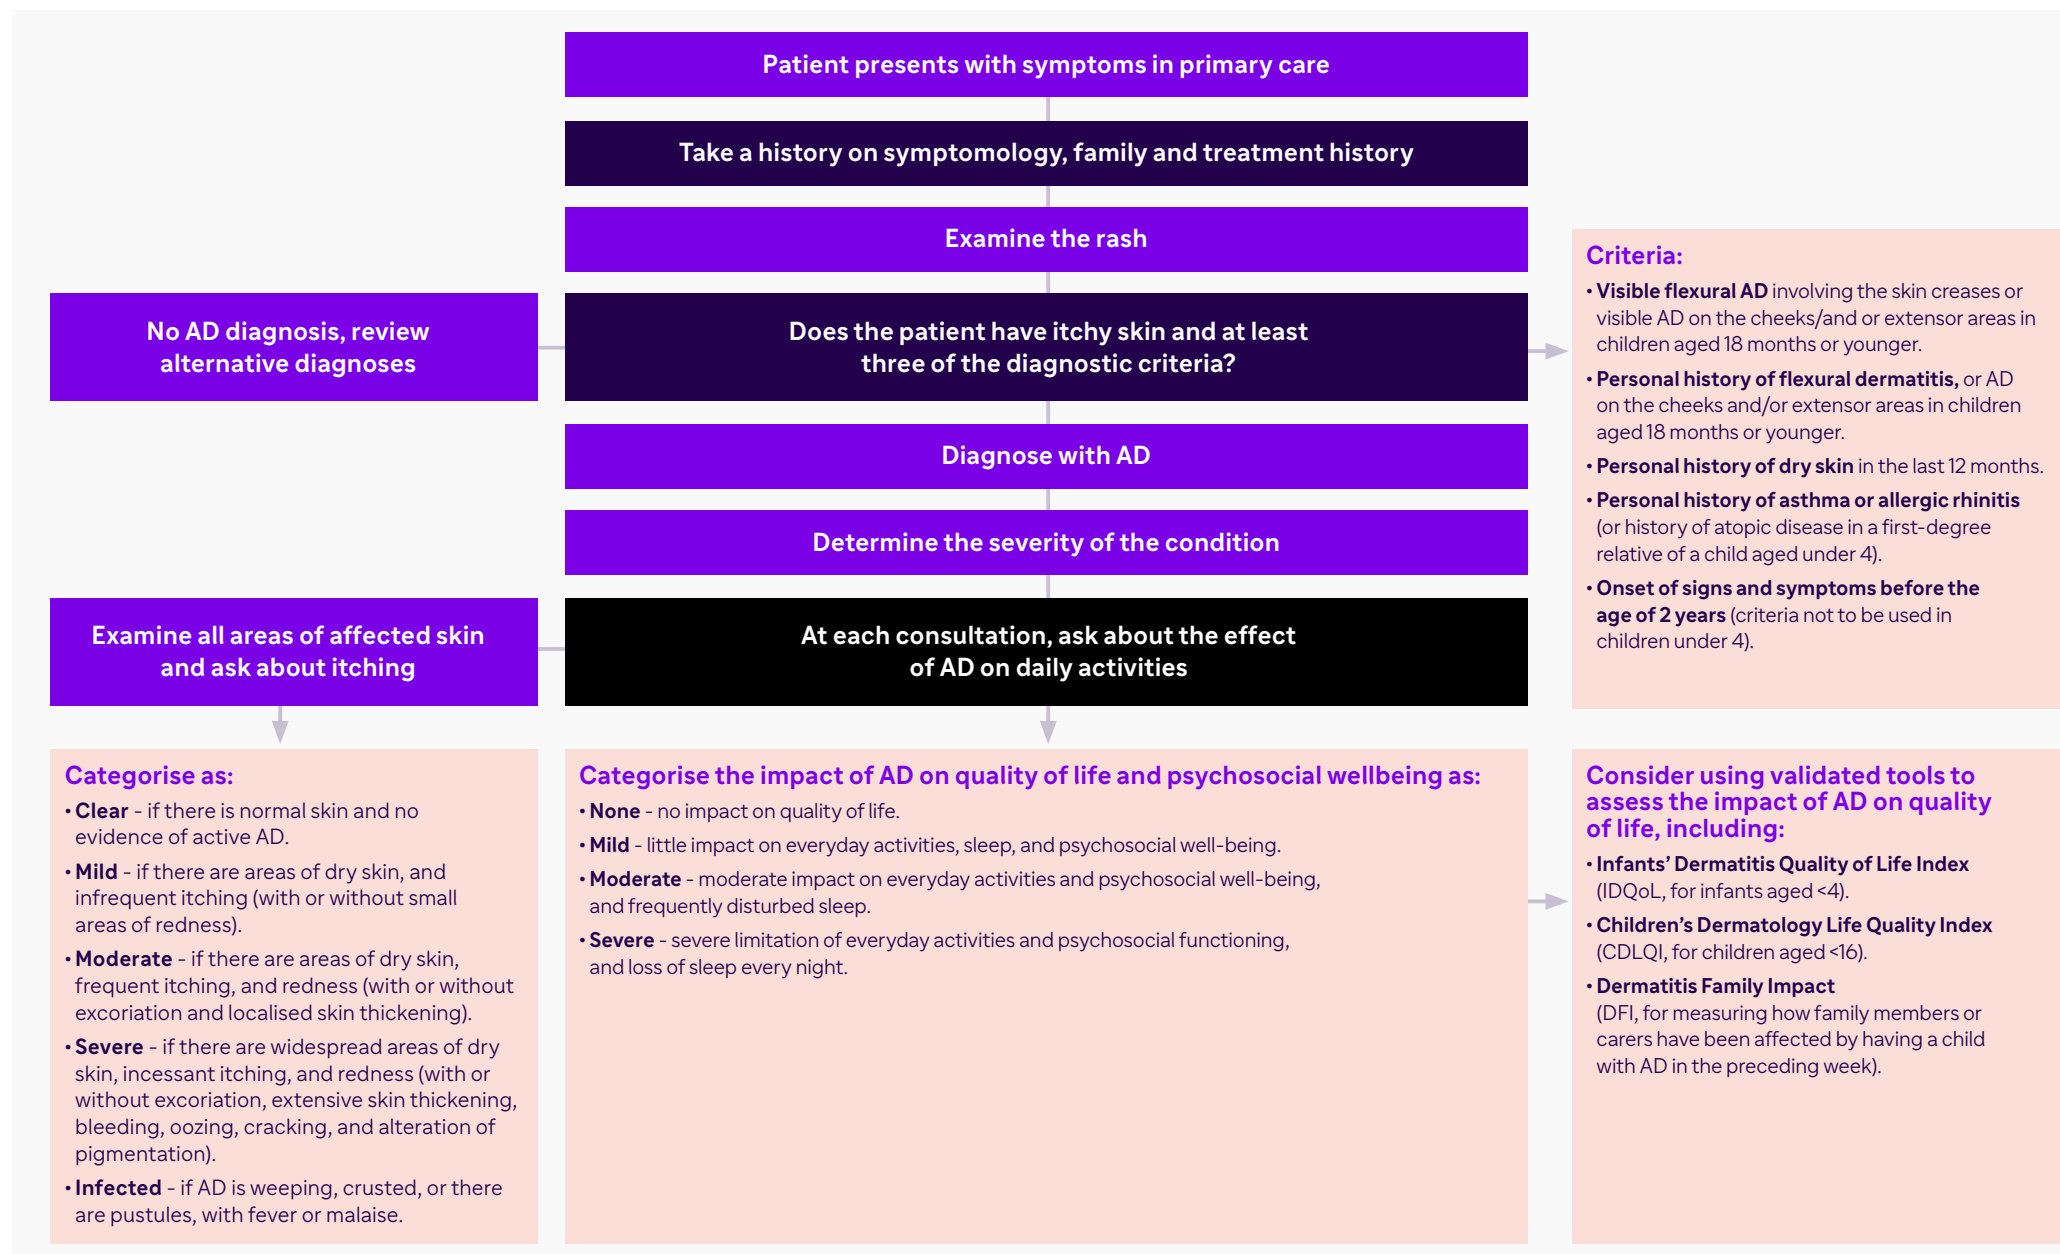 Patient presents with symptoms in primary care
Take a history on symptomology, family and treatment history
Examine the rash
No AD diagnosis, review
alternative diagnoses
Does the patient have itchy skin and at least
three of the diagnostic criteria?
Criteria:
• Visible flexural AD involving the skin creases or
visible AD on the cheeks/and or extensor areas in
children aged 18 months or younger.
• Personal history of flexural dermatitis, or AD
on the cheeks and/or extensor areas in children
aged 18 months or younger.
• Personal history of dry skin in the last 12 months.
• Personal history of asthma or allergic rhinitis
(or history of atopic disease in a first-degree
relative of a child aged under 4).
• Onset of signs and symptoms before the
age of 2 years (criteria not to be used in
children under 4).
Diagnose with AD
Determine the severity of the condition
Examine all areas of affected skin
and ask about itching
At each consultation, ask about the effect
of AD on daily activities
Categorise as:
• Clear - if there is normal skin and no
evidence of active AD.
• Mild - if there are areas of dry skin, and
infrequent itching (with or without small
areas of redness).
• Moderate - if there are areas of dry skin,
frequent itching, and redness (with or without
excoriation and localised skin thickening).
• Severe - if there are widespread areas of dry
skin, incessant itching, and redness (with or
without excoriation, extensive skin thickening,
bleeding, oozing, cracking, and alteration of
pigmentation).
• Infected - if AD is weeping, crusted, or there
are pustules, with fever or malaise.
Categorise the impact of AD on quality of life and psychosocial wellbeing as:
• None - no impact on quality of life.
• Mild - little impact on everyday activities, sleep, and psychosocial well-being.
• Moderate - moderate impact on everyday activities and psychosocial well-being,
and frequently disturbed sleep.
• Severe - severe limitation of everyday activities and psychosocial functioning,
and loss of sleep every night.
Consider using validated tools to
assess the impact of AD on quality
of life, including:
• Infants’ Dermatitis Quality of Life Index
(IDQoL, for infants aged <4).
• Children’s Dermatology Life Quality Index
(CDLQI, for children aged <16).
• Dermatitis Family Impact
(DFI, for measuring how family members or
carers have been affected by having a child
with AD in the preceding week).